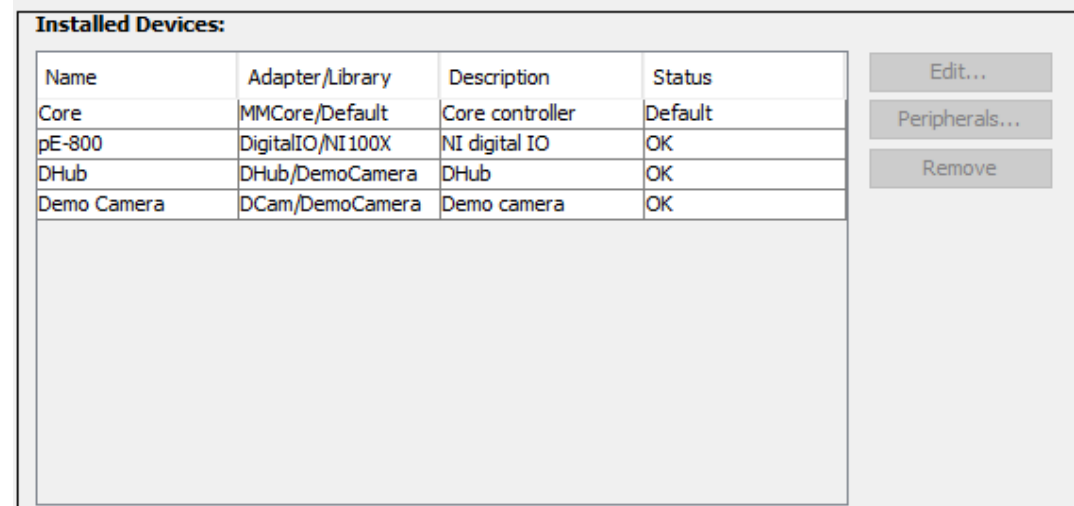 Installed Devices:
Name Adapter/Library Description Status Edit...
Core MMCore/Default Core controller Default Peripherals...
pE-800 DigitalIO/NI100X NI digital IO OK
DHub DHub/DemoCamera DHub OK Remove
Demo Camera DCam/DemoCamera Demo camera OK